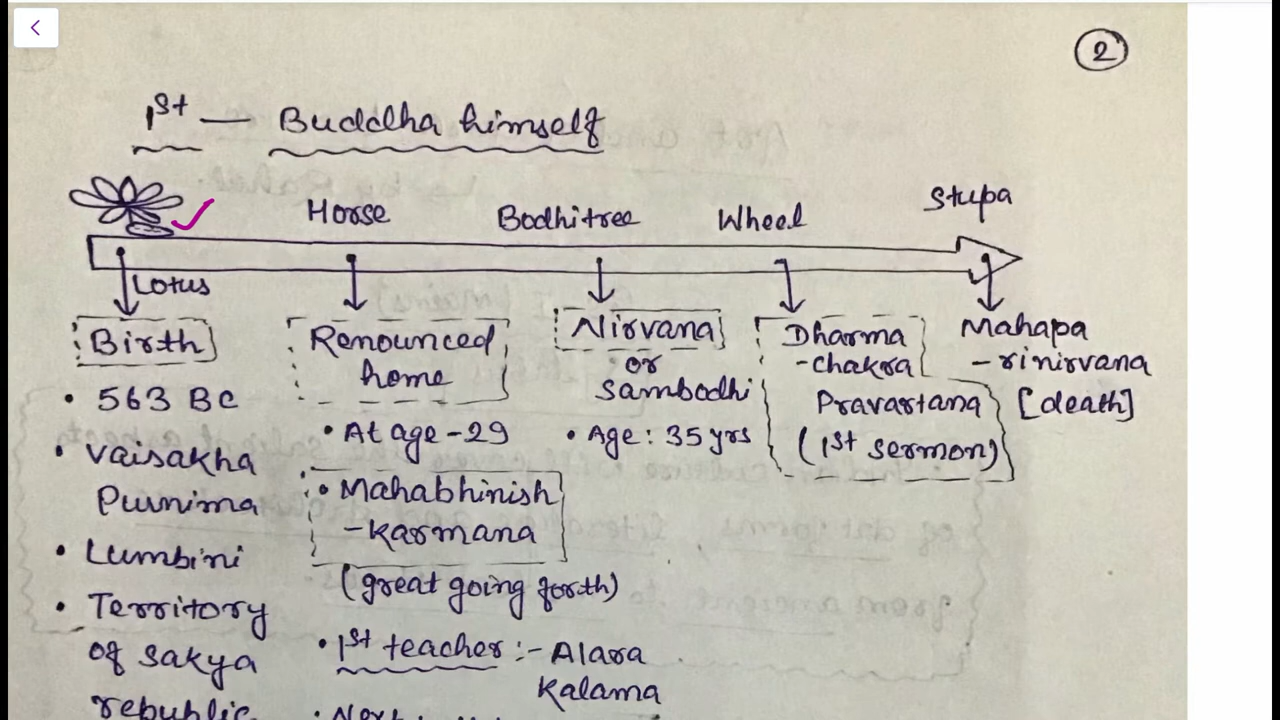 2
1st — Buddha himself
Horse
Bodhitree
Wheel
Stupa
Lotus
Birth
• 563 BC
• Vaisakha
Purnima
• Lumbini
• Territory
of Sakya
republic
Renounced
home
• At age - 29
• Mahabhinish
-karmana
(great going forth)
• 1st teacher :- Alara
Kalama
Nirvana
or
Sambodhi
• Age : 35 yrs
Dharma
-chakra
Pravartana
(1st sermon)
Mahapa
-rinirvana
[death]